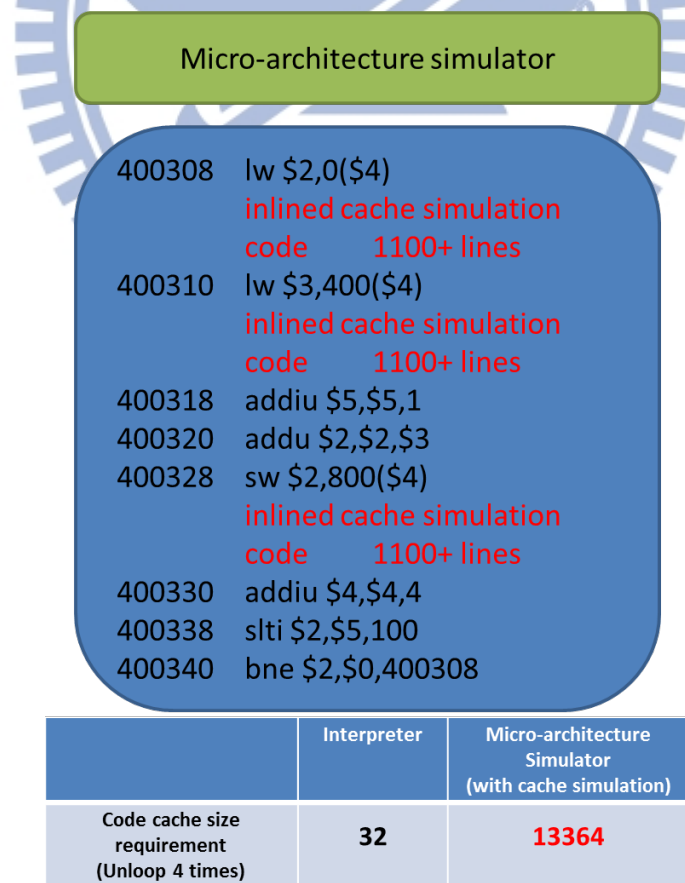 Micro-architecture simulator
400308 lw $2,0($4)
inlined cache simulation
code 1100+ lines
400310 lw $3,400($4)
inlined cache simulation
code 1100+ lines
400318 addiu $5,$5,1
400320 addu $2,$2,$3
400328 sw $2,800($4)
inlined cache simulation
code 1100+ lines
400330 addiu $4,$4,4
400338 slti $2,$5,100
400340 bne $2,$0,400308
Interpreter
Micro-architecture
Simulator
(with cache simulation)
Code cache size
requirement
(Unloop 4 times)
32
13364